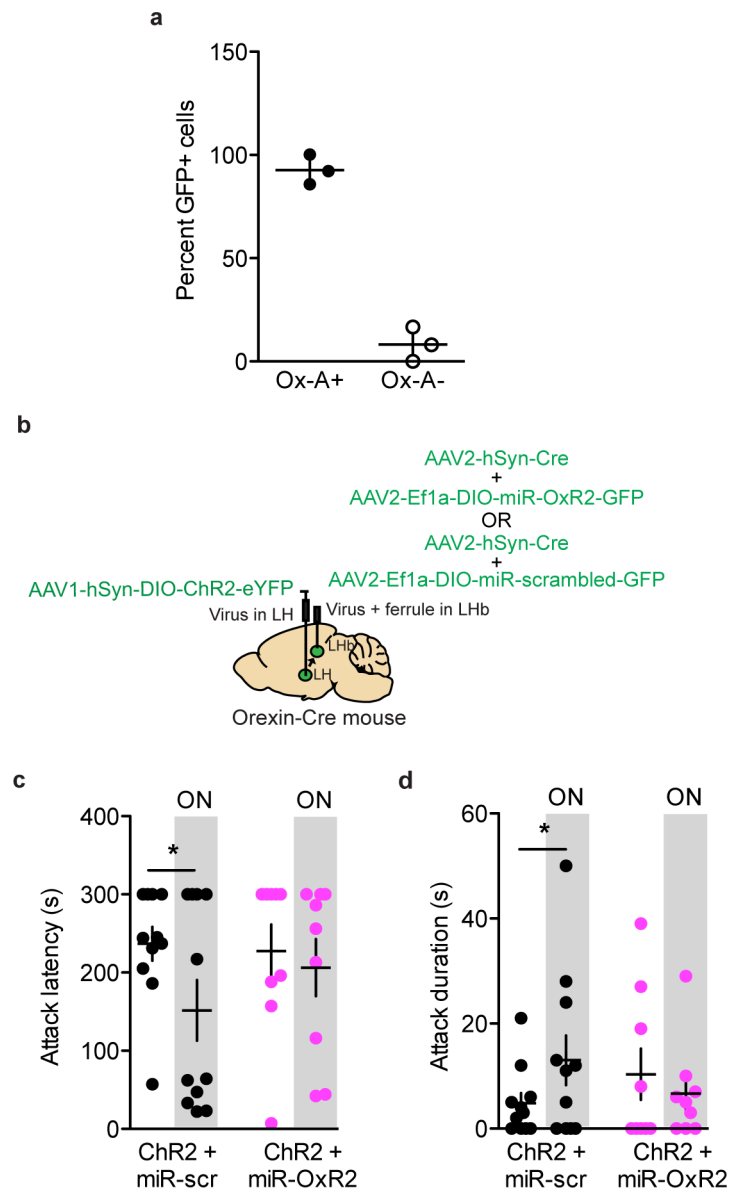 a
150
100
50
0
Percent GFP+ cells
Ox-A+
Ox-A-
b
AAV2-hSyn-Cre
+
AAV2-Ef1a-DIO-miR-OxR2-GFP
OR
AAV2-hSyn-Cre
+
AAV2-Ef1a-DIO-miR-scrambled-GFP
AAV1-hSyn-DIO-ChR2-eYFP
Virus in LH
Virus + ferrule in LHb
LHb
LH
Orexin-Cre mouse
c
ON
ON
400
300
200
100
0
Attack latency (s)
*
ChR2 +
miR-scr
ChR2 +
miR-OxR2
d
ON
ON
60
40
20
0
Attack duration (s)
*
ChR2 +
miR-scr
ChR2 +
miR-OxR2